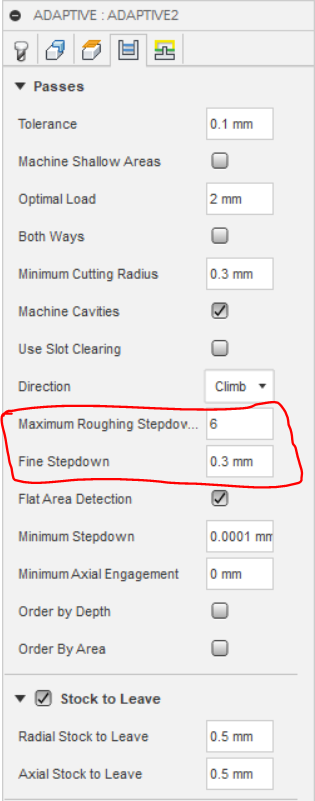 ADAPTIVE : ADAPTIVE2
Passes
Tolerance 0.1 mm
Machine Shallow Areas
Optimal Load 2 mm
Both Ways
Minimum Cutting Radius 0.3 mm
Machine Cavities
Use Slot Clearing
Direction Climb
Maximum Roughing Stepdov... 6
Fine Stepdown 0.3 mm
Flat Area Detection
Minimum Stepdown 0.0001 mm
Minimum Axial Engagement 0 mm
Order by Depth
Order By Area
Stock to Leave
Radial Stock to Leave 0.5 mm
Axial Stock to Leave 0.5 mm